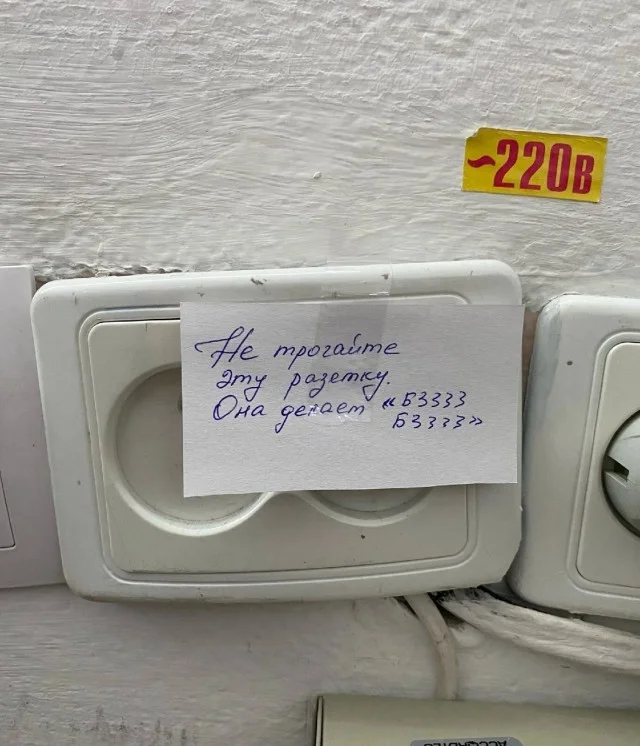 ~220В
Не трогайте
эту разетку.
Она делает «БЗЗЗЗ
БЗЗЗЗ»